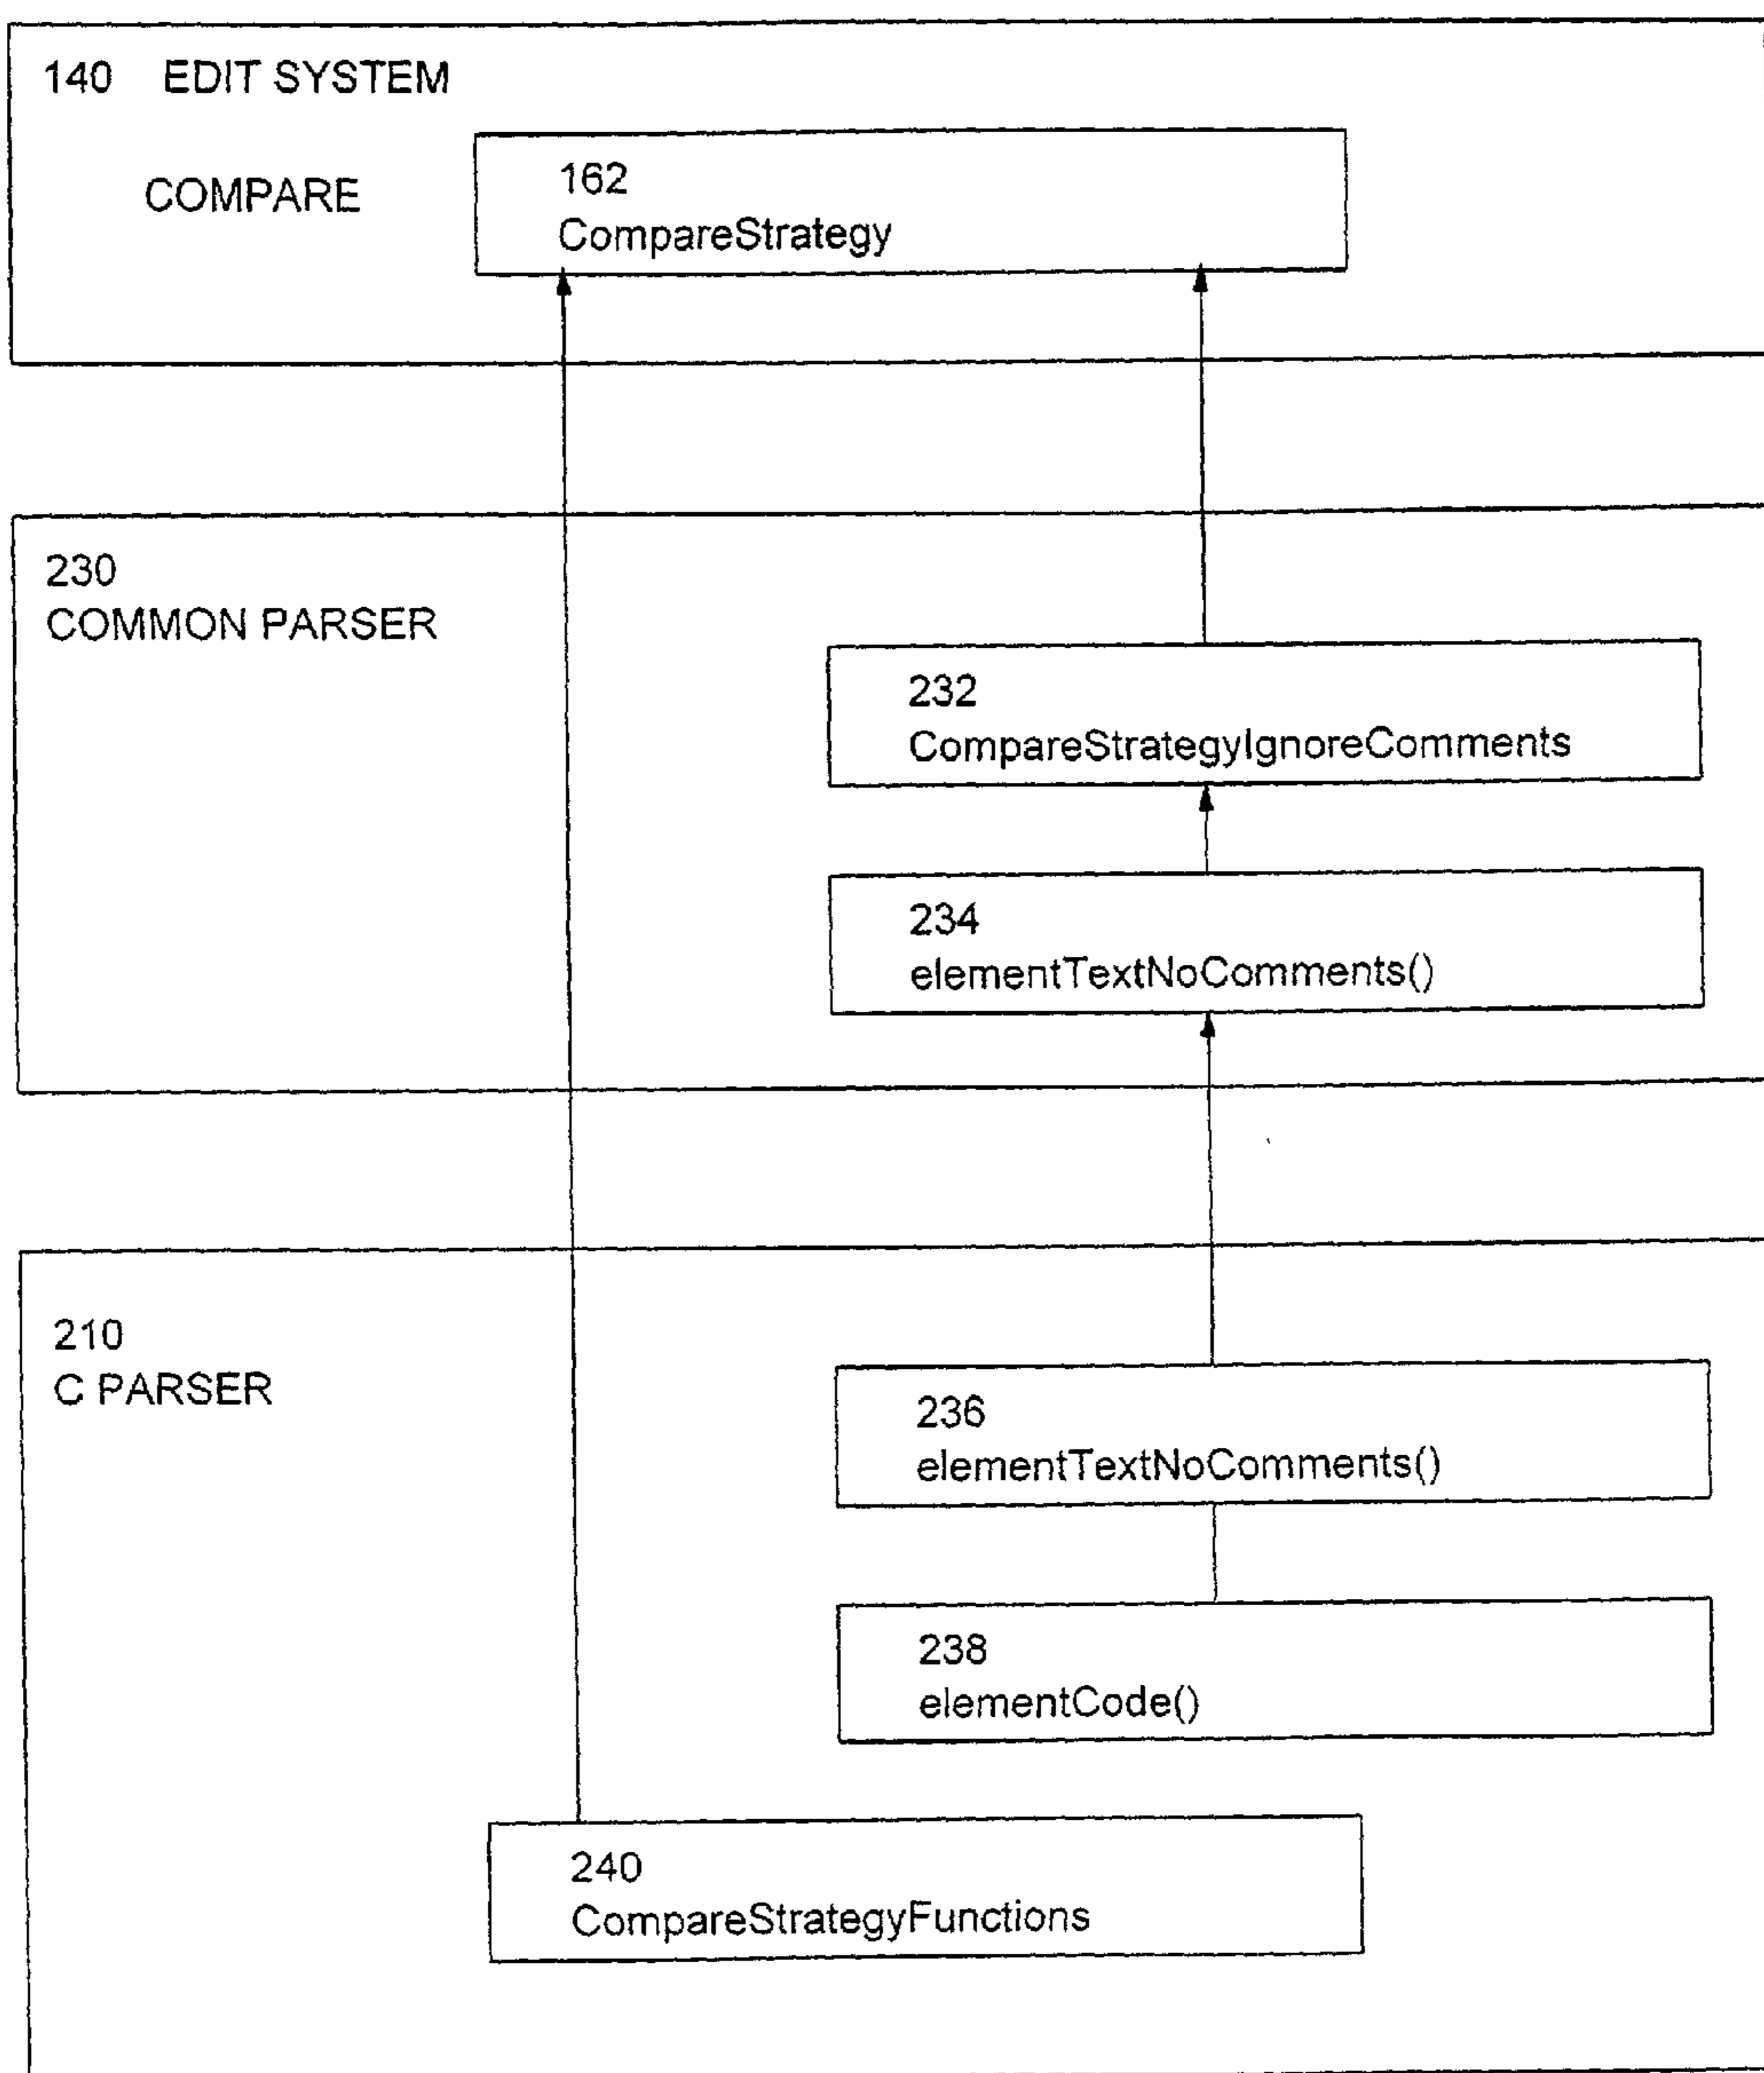 140 EDIT SYSTEM
COMPARE
162
CompareStrategy
230
COMMON PARSER
232
CompareStrategyIgnoreComments
234
elementTextNoComments()
210
C PARSER
236
elementTextNoComments()
238
elementCode()
240
CompareStrategyFunctions